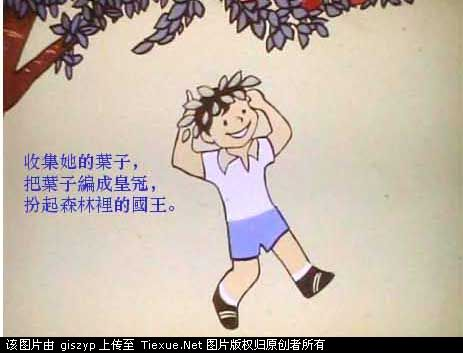 收集她的葉子，
把葉子編成皇冠，
扮起森林裡的國王。
该图片由 giszyp 上传至 Tiexue.Net 图片版权归原创者所有